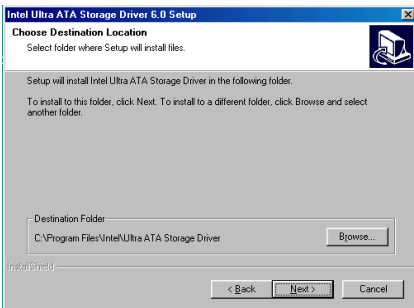 Intel Ultra ATA Storage Driver 6.0 Setup
Choose Destination Location
Select folder where Setup will install files.
Setup will install Intel Ultra ATA Storage Driver in the following folder.
To install to this folder, click Next. To install to a different folder, click Browse and select
another folder.
Destination Folder
C:\Program Files\Intel\Ultra ATA Storage Driver
Browse...
InstallShield
< Back
Next >
Cancel